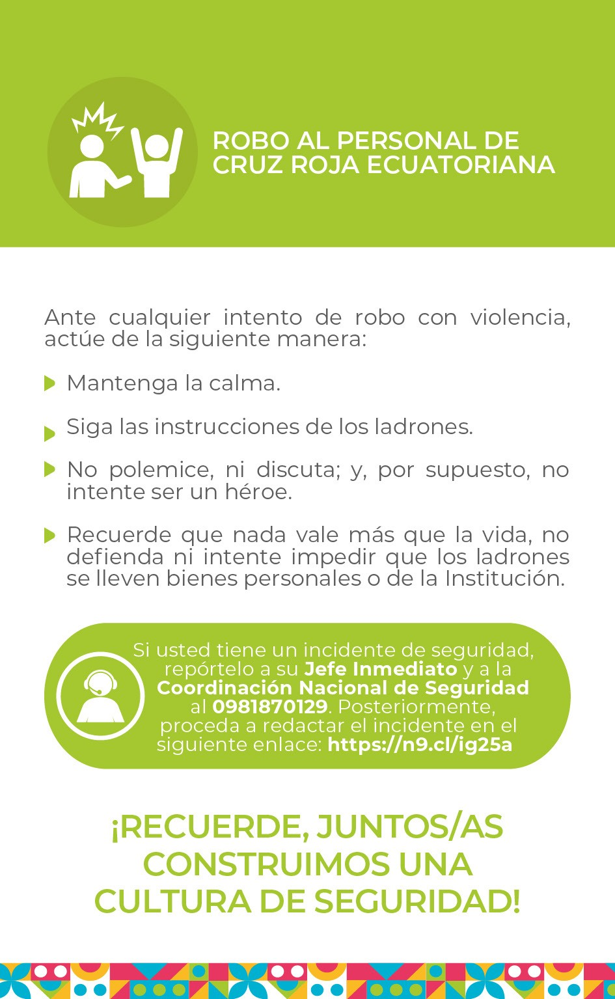 ROBO AL PERSONAL DE
CRUZ ROJA ECUATORIANA
Ante cualquier intento de robo con violencia,
actúe de la siguiente manera:
Mantenga la calma.
Siga las instrucciones de los ladrones.
No polemice, ni discuta; y, por supuesto, no
intente ser un héroe.
Recuerde que nada vale más que la vida, no
defienda ni intente impedir que los ladrones
se lleven bienes personales o de la Institución.
Si usted tiene un incidente de seguridad,
repórtelo a su Jefe Inmediato y a la
Coordinación Nacional de Seguridad
al 0981870129. Posteriormente,
proceda a redactar el incidente en el
siguiente enlace: https://n9.cl/ig25a
¡RECUERDE, JUNTOS/AS
CONSTRUIMOS UNA
CULTURA DE SEGURIDAD!